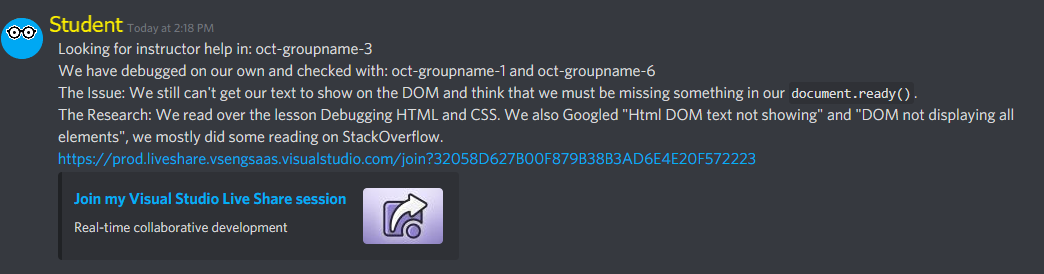 Student Today at 2:18 PM
Looking for instructor help in: oct-groupname-3
We have debugged on our own and checked with: oct-groupname-1 and oct-groupname-6
The Issue: We still can't get our text to show on the DOM and think that we must be missing something in our document.ready().
The Research: We read over the lesson Debugging HTML and CSS. We also Googled "Html DOM text not showing" and "DOM not displaying all
elements", we mostly did some reading on StackOverflow.
https://prod.liveshare.vsengsaas.visualstudio.com/join?32058D627B00F879B38B3AD6E4E20F572223
Join my Visual Studio Live Share session
Real-time collaborative development